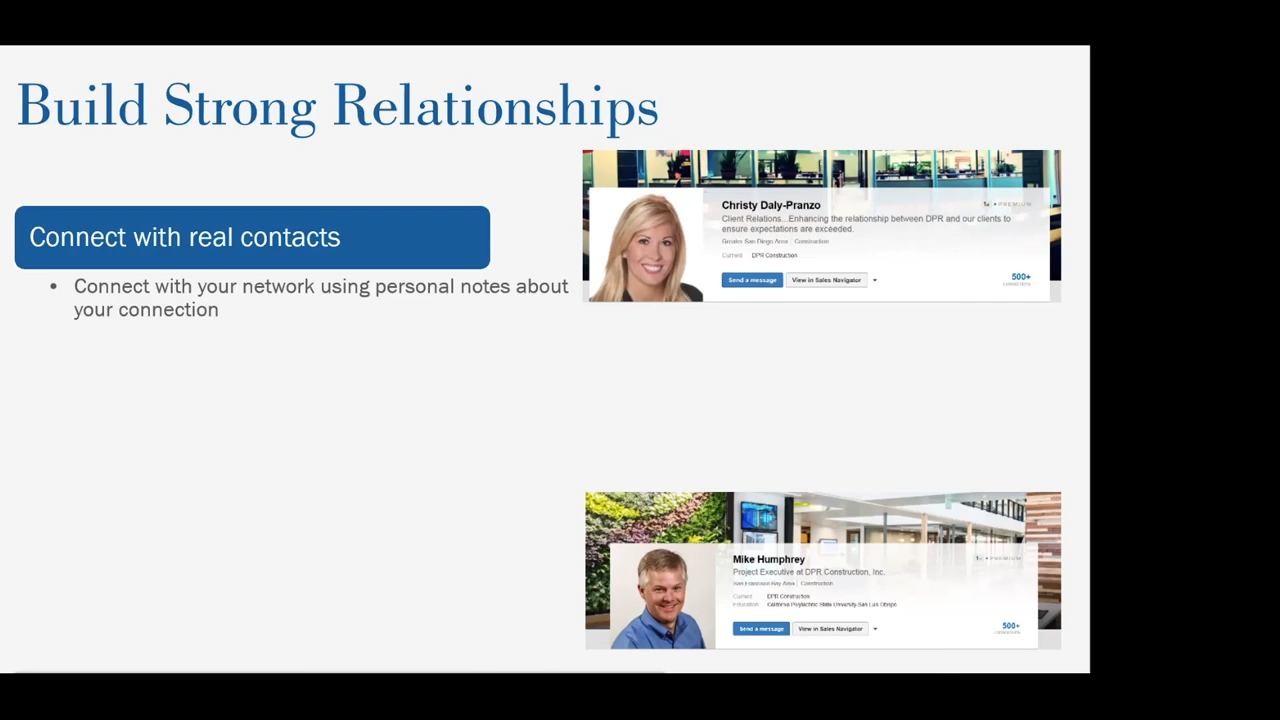 Build Strong Relationships
Connect with real contacts
• Connect with your network using personal notes about
your connection
Christy Daly-Pranzo
PREMIUM
Client Relations...Enhancing the relationship between DPR and our clients to
ensure expectations are exceeded.
Greater San Diego Area | Construction
Current DPR Construction
Send a message View in Sales Navigator
500+
connections
Mike Humphrey
PREMIUM
Project Executive at DPR Construction, Inc.
San Francisco Bay Area | Construction
Current DPR Construction
Education California Polytechnic State University-San Luis Obispo
Send a message View in Sales Navigator
500+
connections